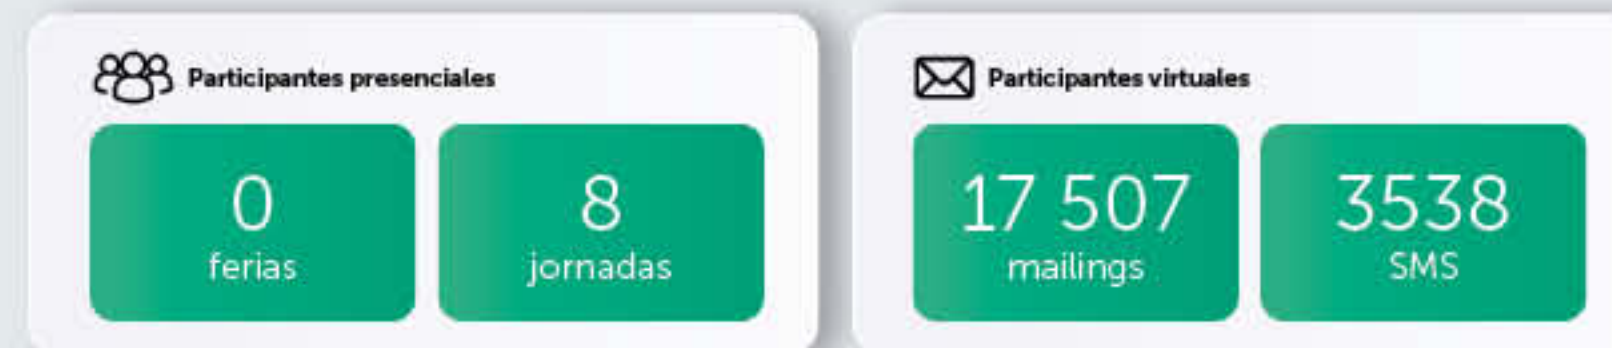 Participantes presenciales
0
ferias
8
jornadas
Participantes virtuales
17 507
mailings
3538
SMS